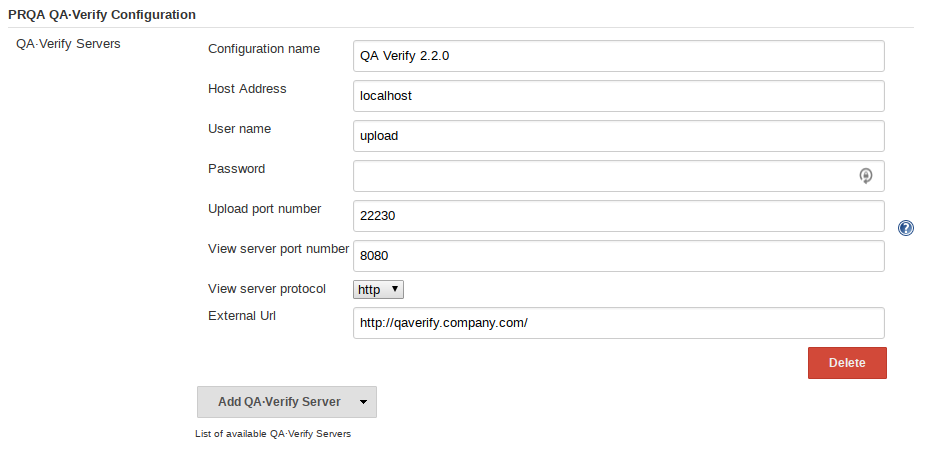 PRQA QA·Verify Configuration
QA·Verify Servers
Configuration name
QA Verify 2.2.0
Host Address
localhost
User name
upload
Password
Upload port number
22230
View server port number
8080
View server protocol
http
External Url
http://qaverify.company.com/
Delete
Add QA·Verify Server
List of available QA·Verify Servers